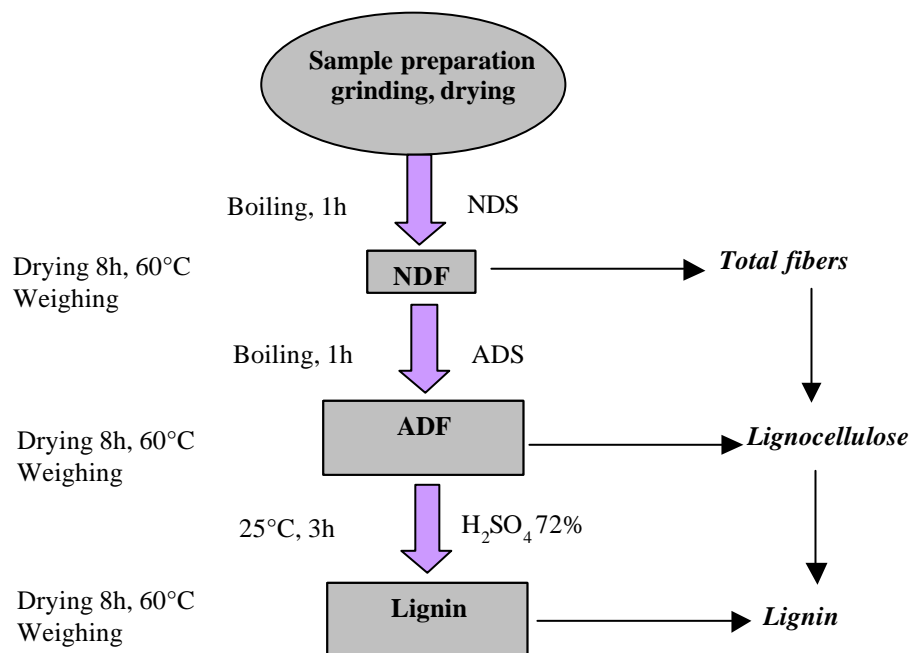 Sample preparation
grinding, drying
Boiling, 1h
NDS
Drying 8h, 60°C
Weighing
NDF
Total fibers
Boiling, 1h
ADS
Drying 8h, 60°C
Weighing
ADF
Lignocellulose
25°C, 3h
H₂SO₄ 72%
Drying 8h, 60°C
Weighing
Lignin
Lignin